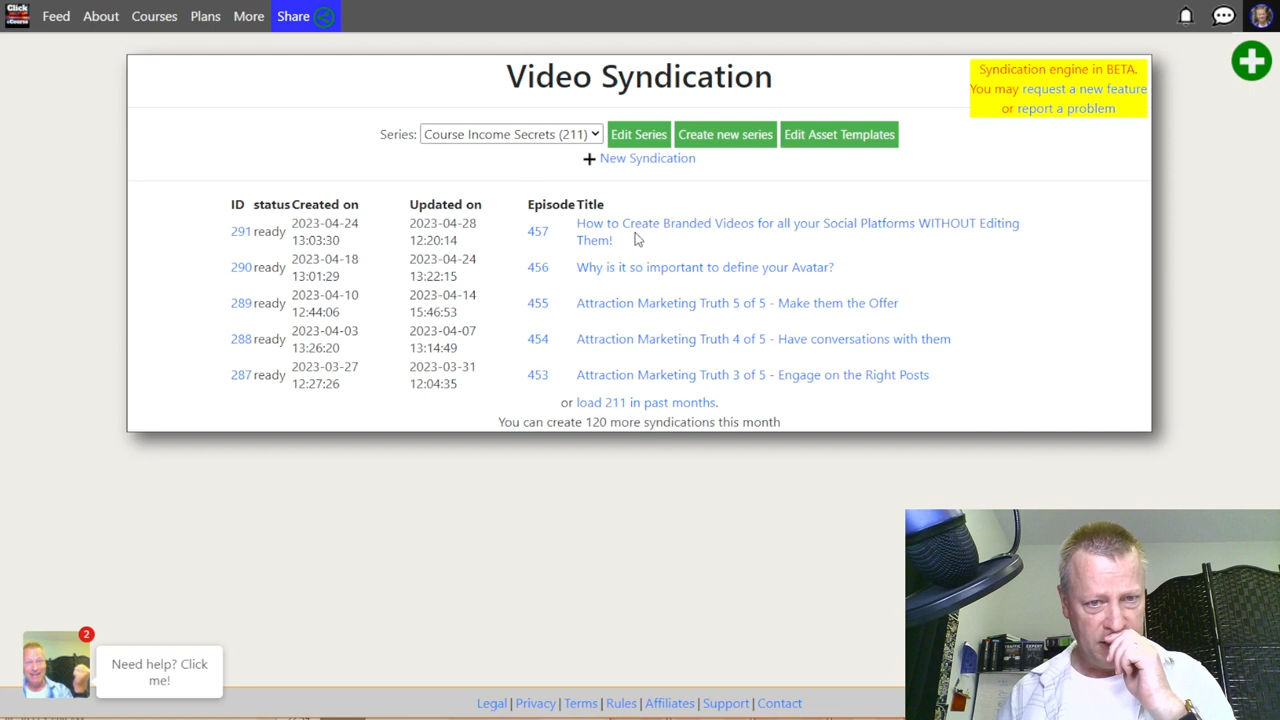 Click
eCourse
Feed
About
Courses
Plans
More
Share
Video Syndication
Syndication engine in BETA.
You may request a new feature
or report a problem
Series: Course Income Secrets (211) Edit Series Create new series Edit Asset Templates
New Syndication
ID status Created on Updated on Episode Title
291 ready 2023-04-24 13:03:30 2023-04-28 12:20:14 457 How to Create Branded Videos for all your Social Platforms WITHOUT Editing Them!
290 ready 2023-04-18 13:01:29 2023-04-24 13:22:15 456 Why is it so important to define your Avatar?
289 ready 2023-04-10 12:44:06 2023-04-14 15:46:53 455 Attraction Marketing Truth 5 of 5 - Make them the Offer
288 ready 2023-04-03 13:26:20 2023-04-07 13:14:49 454 Attraction Marketing Truth 4 of 5 - Have conversations with them
287 ready 2023-03-27 12:27:26 2023-03-31 12:04:35 453 Attraction Marketing Truth 3 of 5 - Engage on the Right Posts
or load 211 in past months.
You can create 120 more syndications this month
TRAFFIC
EXPERT
2
Need help? Click
me!
Legal | Privacy | Terms | Rules | Affiliates | Support | Contact